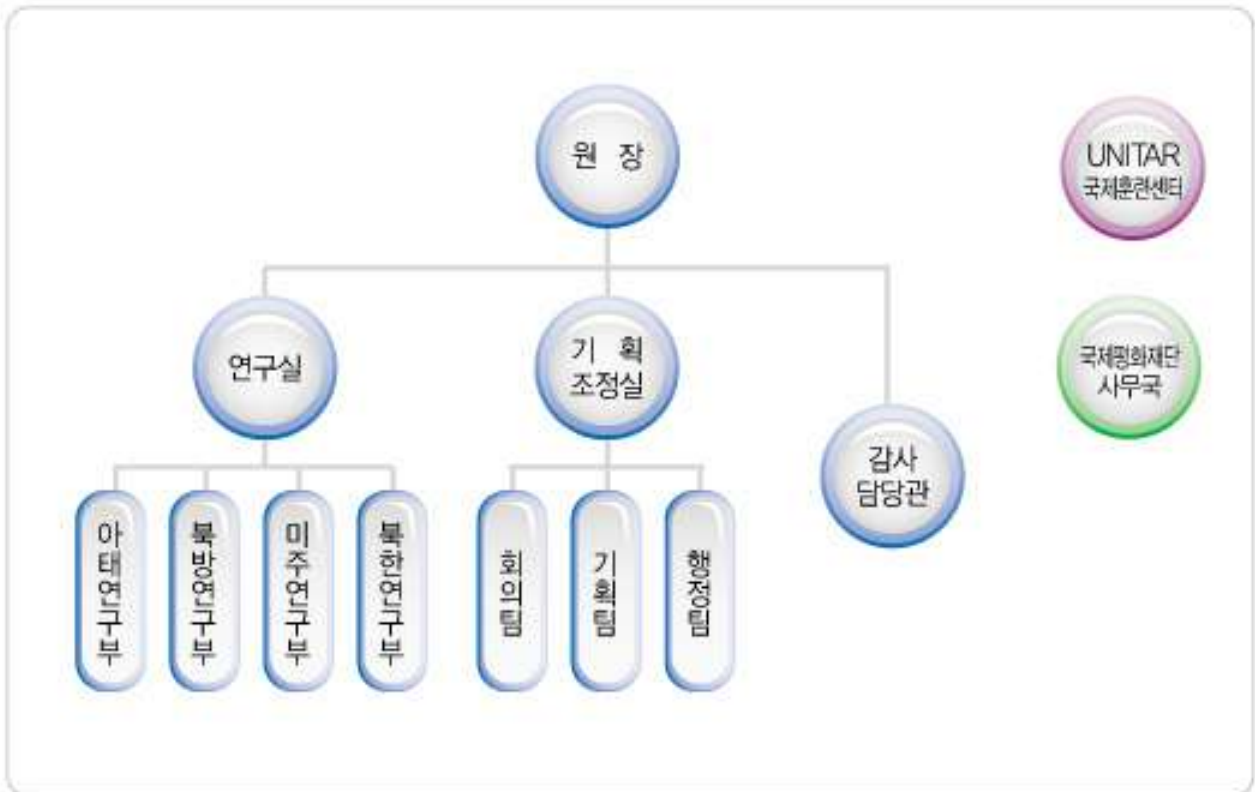 원 장
UNITAR
국제훈련센터
연구실
기 획
조정실
국제평화재단
사무국
감사
담당관
아태연구부
북방연구부
미주연구부
북한연구부
회의팀
기획팀
행정팀